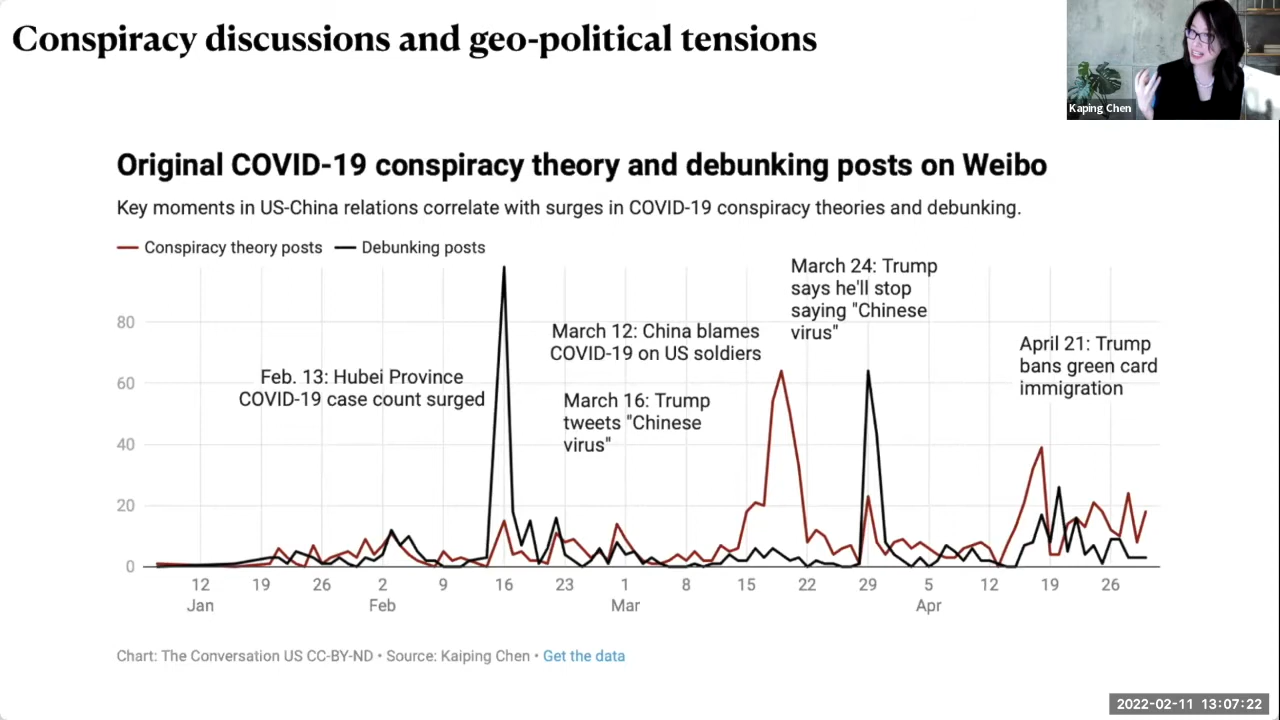 Conspiracy discussions and geo-political tensions
Kaping Chen
Original COVID-19 conspiracy theory and debunking posts on Weibo
Key moments in US-China relations correlate with surges in COVID-19 conspiracy theories and debunking.
Conspiracy theory posts
Debunking posts
March 24: Trump
says he'll stop
saying "Chinese
virus"
March 12: China blames
COVID-19 on US soldiers
April 21: Trump
bans green card
immigration
Feb. 13: Hubei Province
COVID-19 case count surged
March 16: Trump
tweets "Chinese
virus"
80
60
40
20
0
12 19 26 2 9 16 23 1 8 15 22 29 5 12 19 26
Jan Feb Mar Apr
Chart: The Conversation US CC-BY-ND • Source: Kaiping Chen • Get the data
2022-02-11 13:07:22